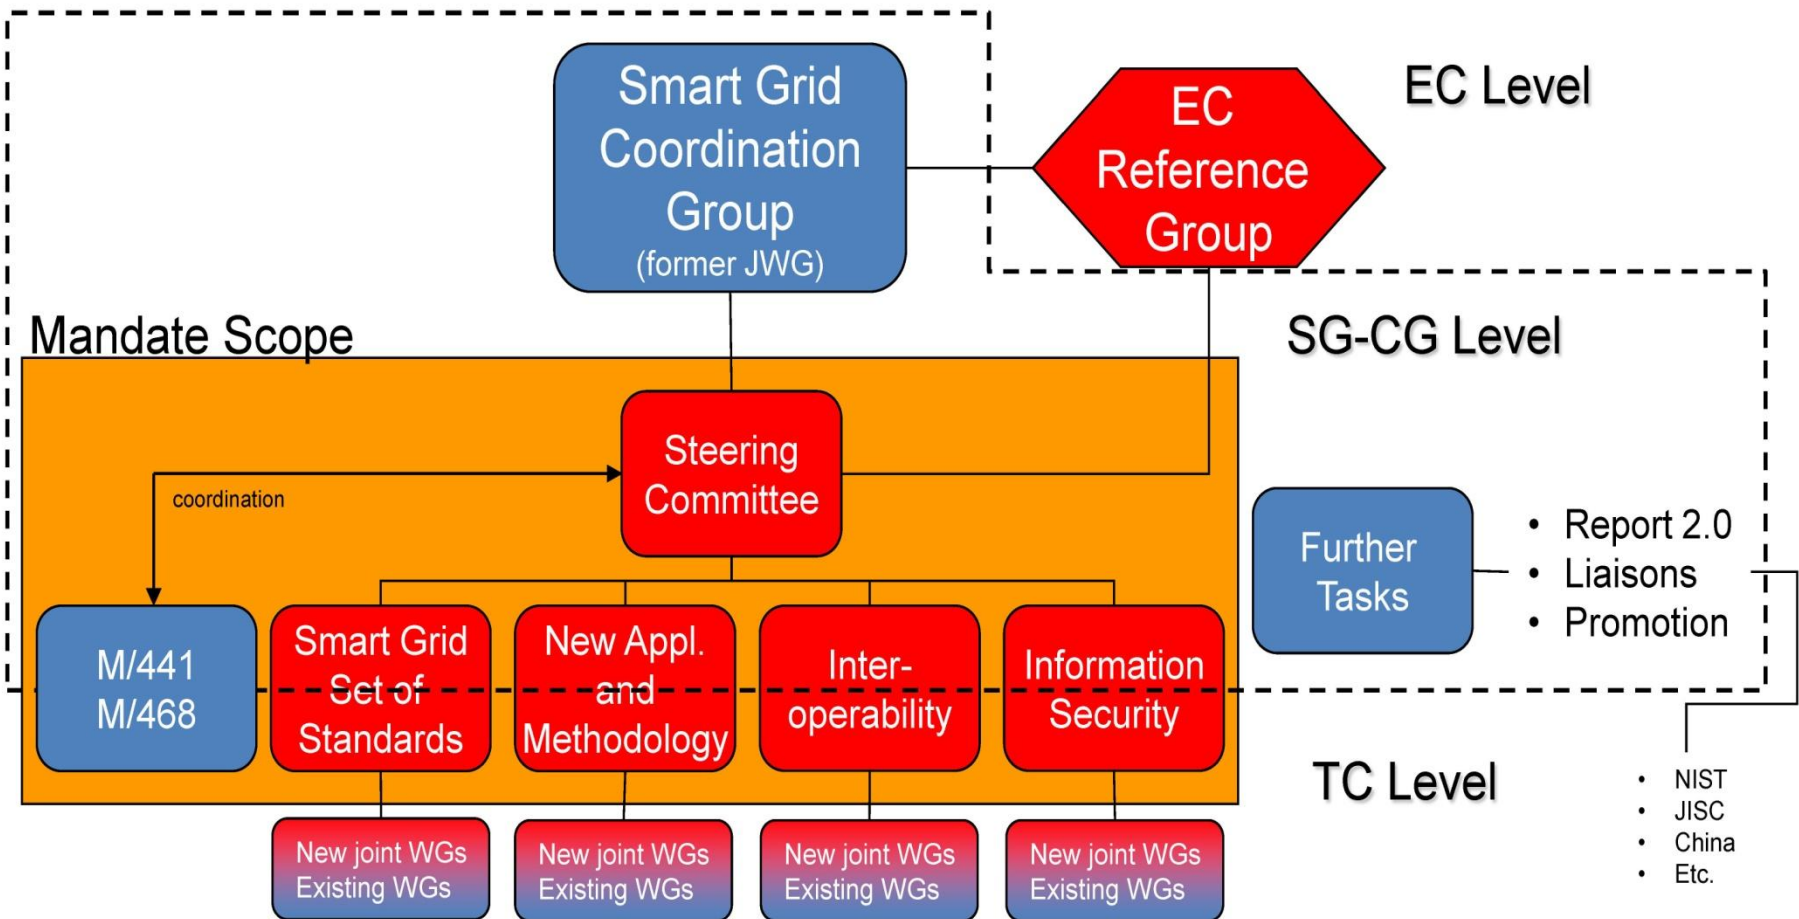 Smart Grid
Coordination
Group
(former JWG)
EC
Reference
Group
EC Level
Mandate Scope
SG-CG Level
Steering
Committee
coordination
Further
Tasks
• Report 2.0
• Liaisons
• Promotion
M/441
M/468
Smart Grid
Set of
Standards
New Appl.
and
Methodology
Inter-
operability
Information
Security
TC Level
• NIST
• JISC
• China
• Etc.
New joint WGs
Existing WGs
New joint WGs
Existing WGs
New joint WGs
Existing WGs
New joint WGs
Existing WGs